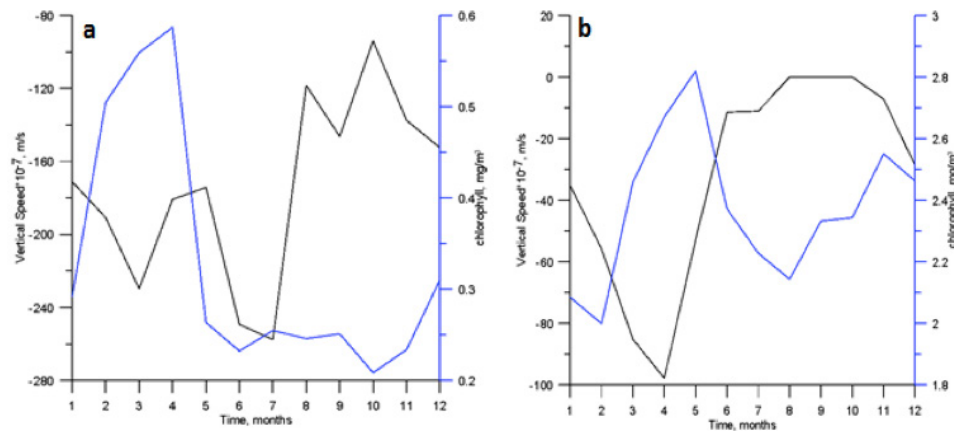 a
-80
-120
-160
-200
-240
-280
Vertical Speed*10⁻⁷, m/s
0.6
0.5
0.4
0.3
0.2
chlorophyll, mg/m³
1 2 3 4 5 6 7 8 9 10 11 12
Time, months
b
20
0
-20
-40
-60
-80
-100
Vertical Speed*10⁻⁷, m/s
3
2.8
2.6
2.4
2.2
2
1.8
chlorophyll, mg/m³
1 2 3 4 5 6 7 8 9 10 11 12
Time, months